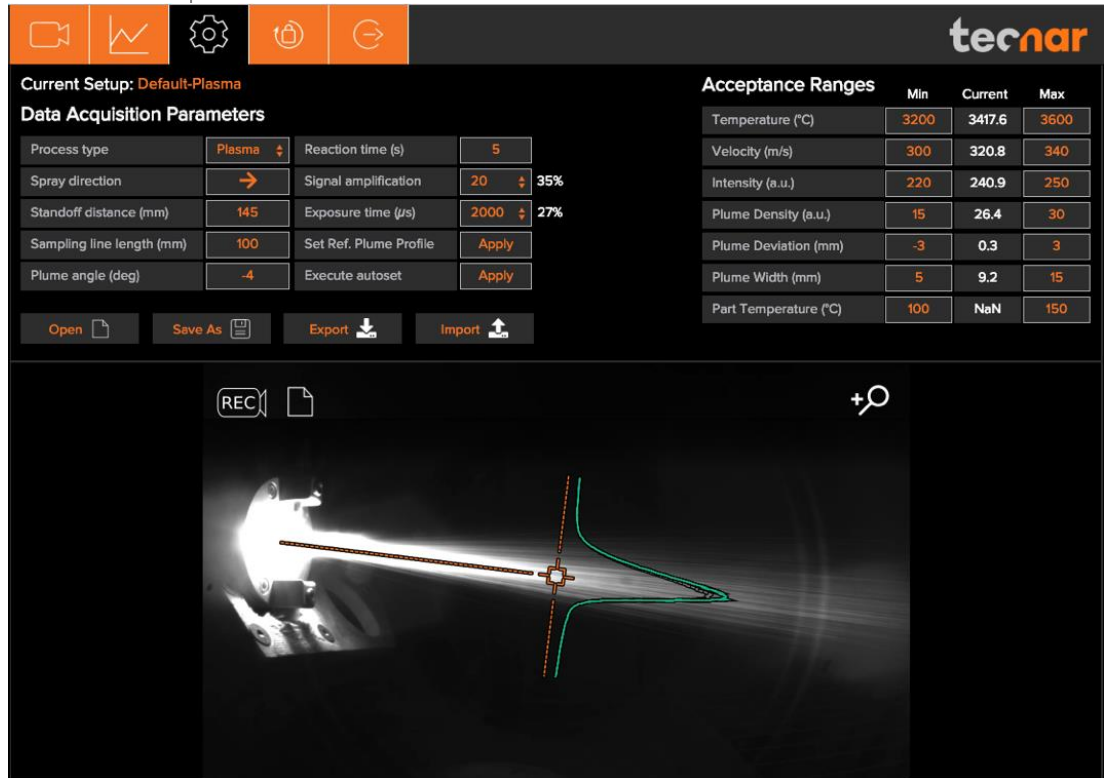 tecnar
Current Setup: Default-Plasma
Data Acquisition Parameters
Process type Plasma Reaction time (s) 5
Spray direction Signal amplification 20 35%
Standoff distance (mm) 145 Exposure time (µs) 2000 27%
Sampling line length (mm) 100 Set Ref. Plume Profile Apply
Plume angle (deg) -4 Execute autoset Apply
Open Save As Export Import
Acceptance Ranges Min Current Max
Temperature (°C) 3200 3417.6 3600
Velocity (m/s) 300 320.8 340
Intensity (a.u.) 220 240.9 250
Plume Density (a.u.) 15 26.4 30
Plume Deviation (mm) -3 0.3 3
Plume Width (mm) 5 9.2 15
Part Temperature (°C) 100 NaN 150
REC